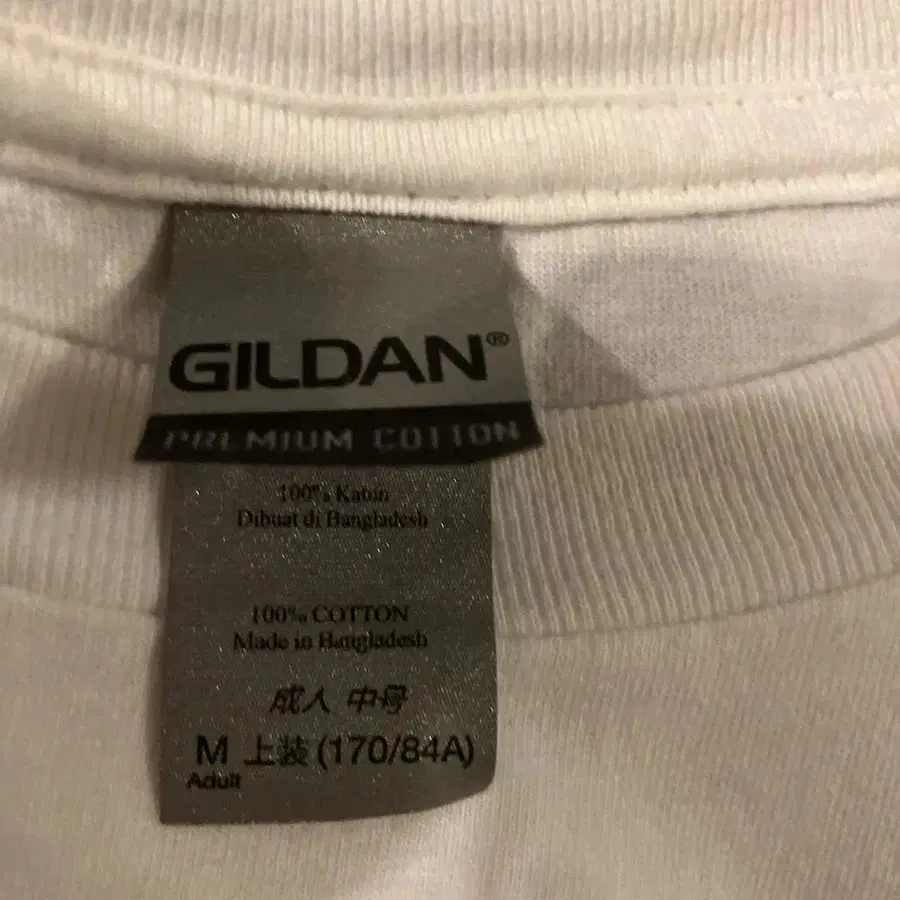 GILDAN®
PREMIUM COTTON
100% Katun
Dibuat di Bangladesh
100% COTTON
Made in Bangladesh
成人 中号
M 上装 (170/84A)
Adult